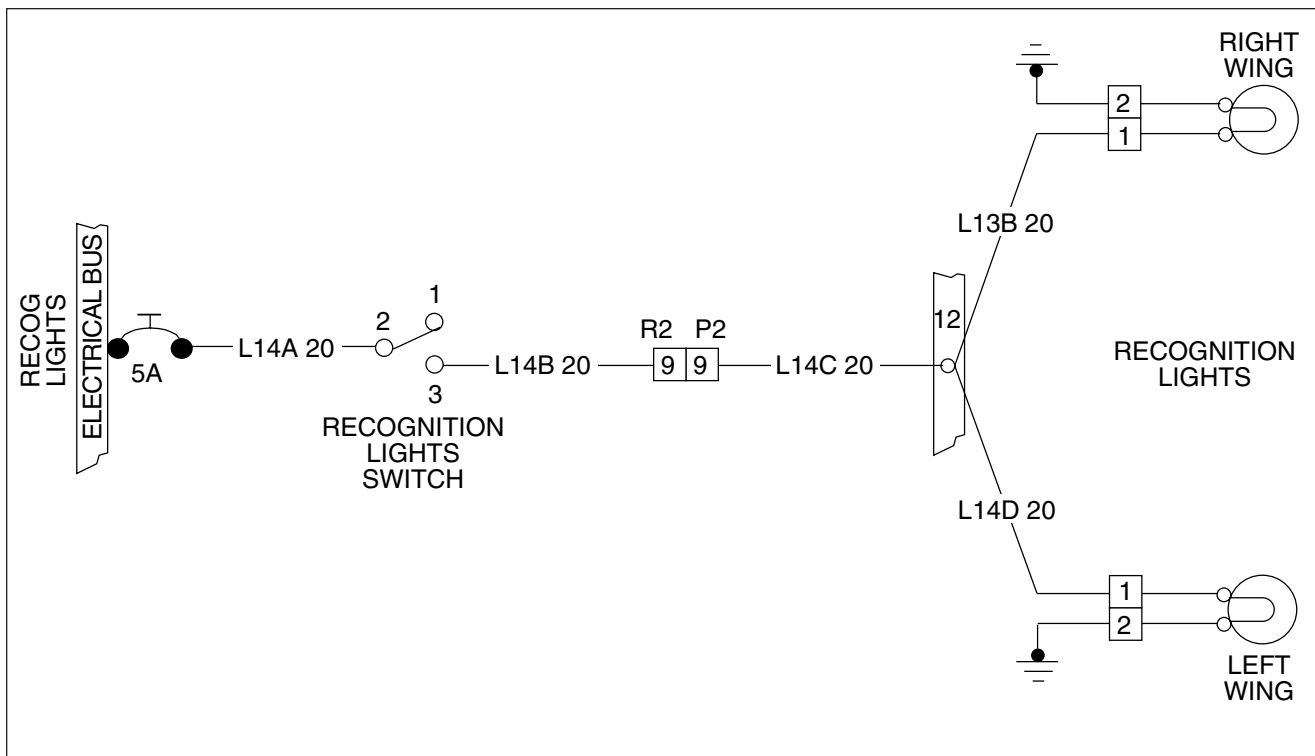 RIGHT
WING
2
1
L13B 20
RECOG
LIGHTS
ELECTRICAL BUS
5A
L14A 20
2
1
3
RECOGNITION
LIGHTS
SWITCH
L14B 20
R2 P2
9 9
L14C 20
12
RECOGNITION
LIGHTS
L14D 20
1
2
LEFT
WING